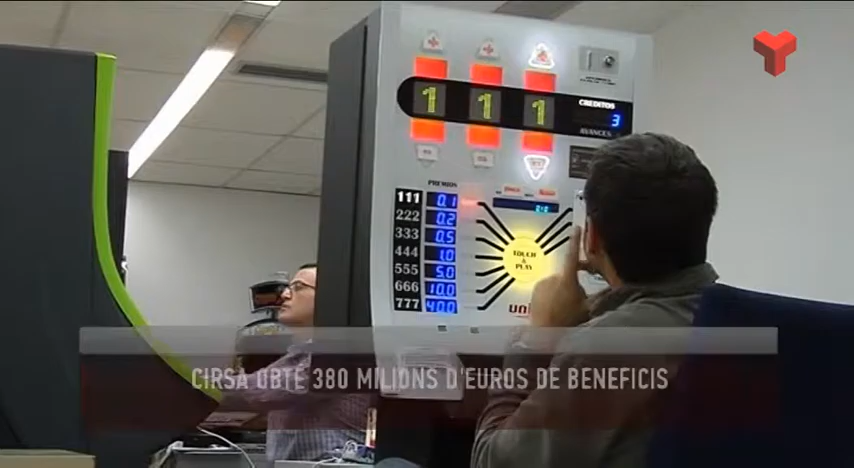 1 1 1
CREDITOS
3
AVANCES
PREMIOS
111 0.1
222 0.2
333 0.5
444 1.0
555 5.0
666 10.0
777 40.0
TOUCH
&
PLAY
CIRSA OBTÉ 380 MILIONS D'EUROS DE BENEFICIS